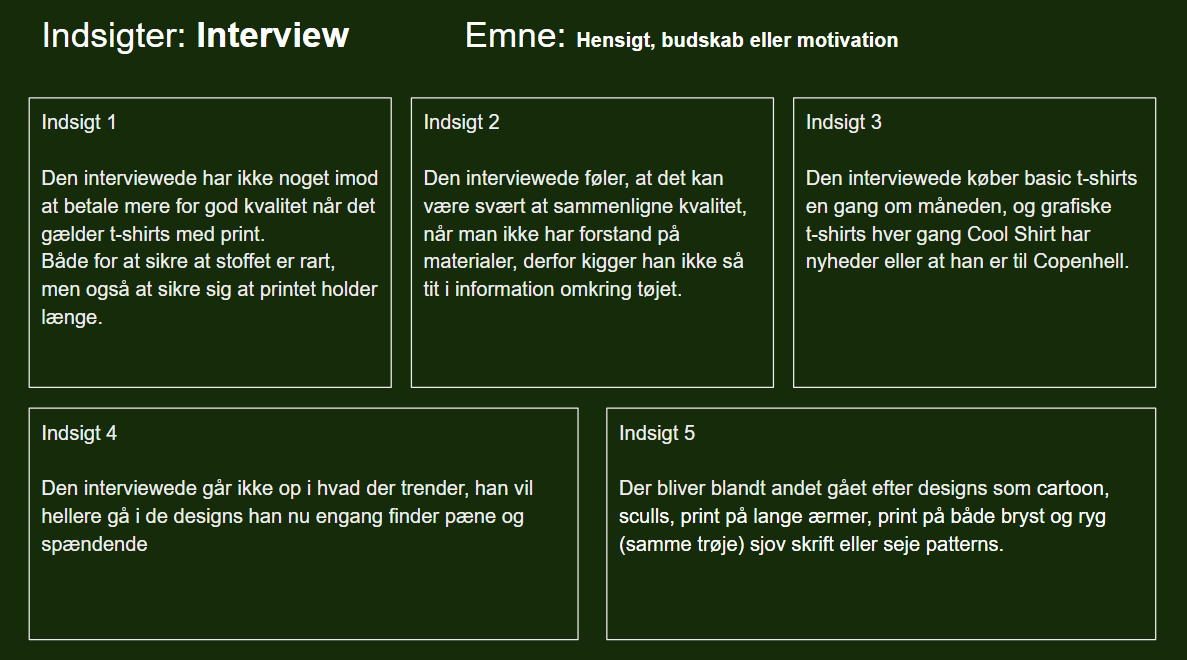 Indsigter: Interview
Emne: Hensigt, budskab eller motivation
Indsigt 1
Den interviewede har ikke noget imod
at betale mere for god kvalitet når det
gælder t-shirts med print.
Både for at sikre at stoffet er rart,
men også at sikre sig at printet holder
længe.
Indsigt 2
Den interviewede føler, at det kan
være svært at sammenligne kvalitet,
når man ikke har forstand på
materialer, derfor kigger han ikke så
tit i information omkring tøjet.
Indsigt 3
Den interviewede køber basic t-shirts
en gang om måneden, og grafiske
t-shirts hver gang Cool Shirt har
nyheder eller at han er til Copenhell.
Indsigt 4
Den interviewede går ikke op i hvad der trender, han vil
hellere gå i de designs han nu engang finder pæne og
spændende
Indsigt 5
Der bliver blandt andet gået efter designs som cartoon,
sculls, print på lange ærmer, print på både bryst og ryg
(samme trøje) sjov skrift eller seje patterns.